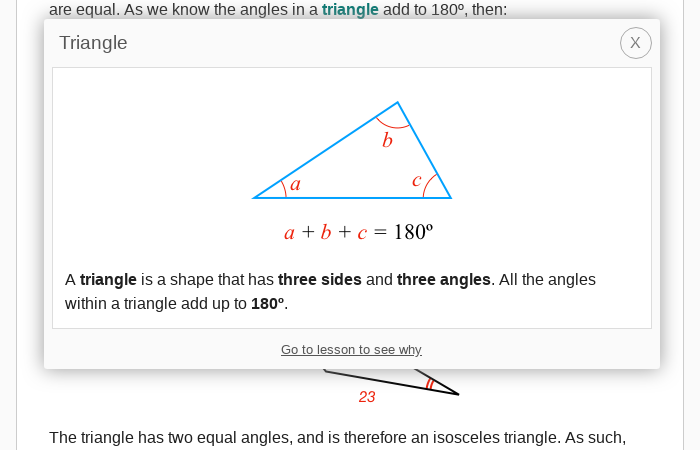 are equal. As we know the angles in a triangle add to 180º, then:
Triangle
X
b
a
c
a + b + c = 180º
A triangle is a shape that has three sides and three angles. All the angles
within a triangle add up to 180º.
Go to lesson to see why
23
The triangle has two equal angles, and is therefore an isosceles triangle. As such,